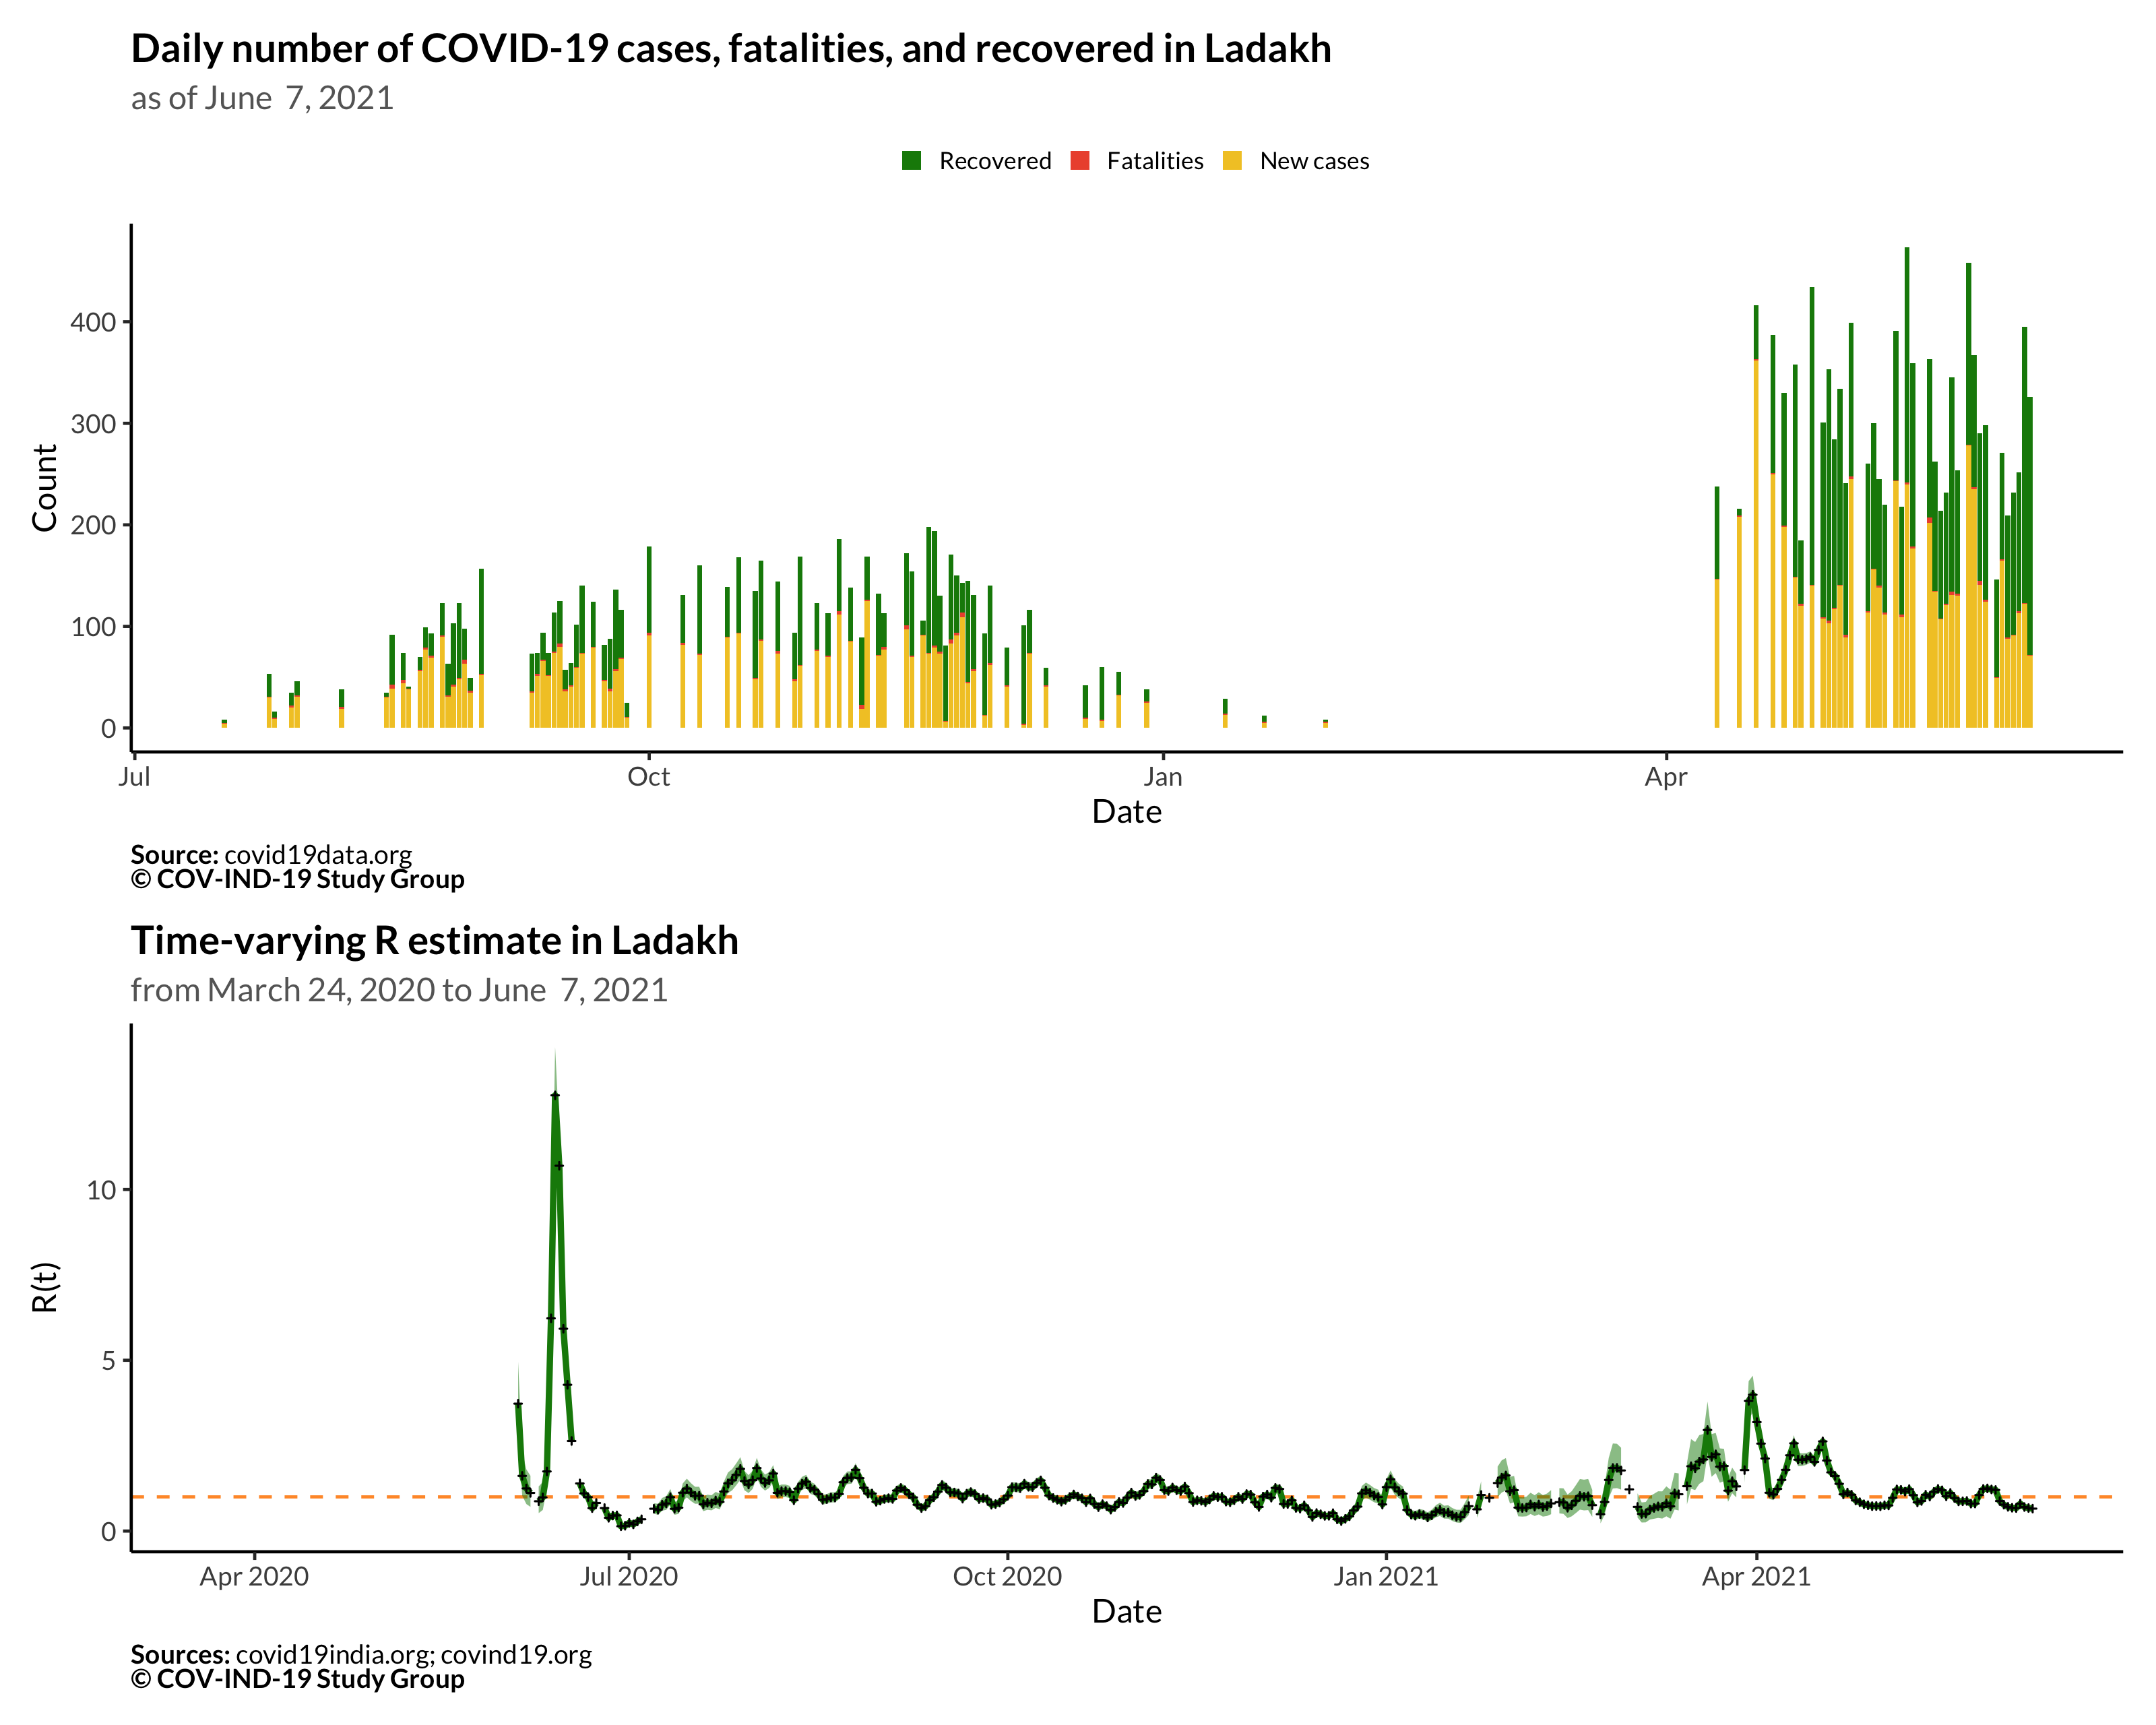 Daily number of COVID-19 cases, fatalities, and recovered in Ladakh
as of June  7, 2021
Recovered Fatalities New cases
Count
400
300
200
100
0
Jul Oct Jan Apr
Date
Source: covid19data.org
© COV-IND-19 Study Group
Time-varying R estimate in Ladakh
from March 24, 2020 to June  7, 2021
R(t)
10
5
0
Apr 2020 Jul 2020 Oct 2020 Jan 2021 Apr 2021
Date
Sources: covid19india.org; covind19.org
© COV-IND-19 Study Group